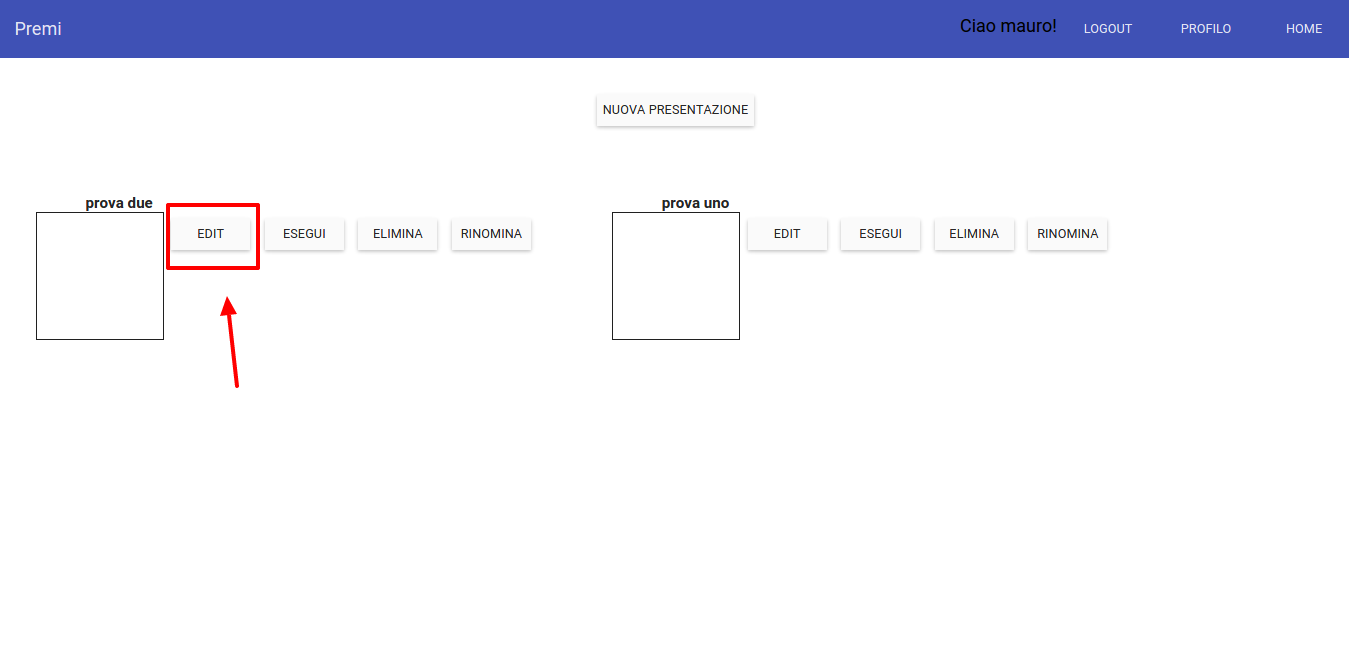 Premi Ciao mauro! LOGOUT PROFILO HOME
NUOVA PRESENTAZIONE
prova due
EDIT ESEGUI ELIMINA RINOMINA
prova uno
EDIT ESEGUI ELIMINA RINOMINA